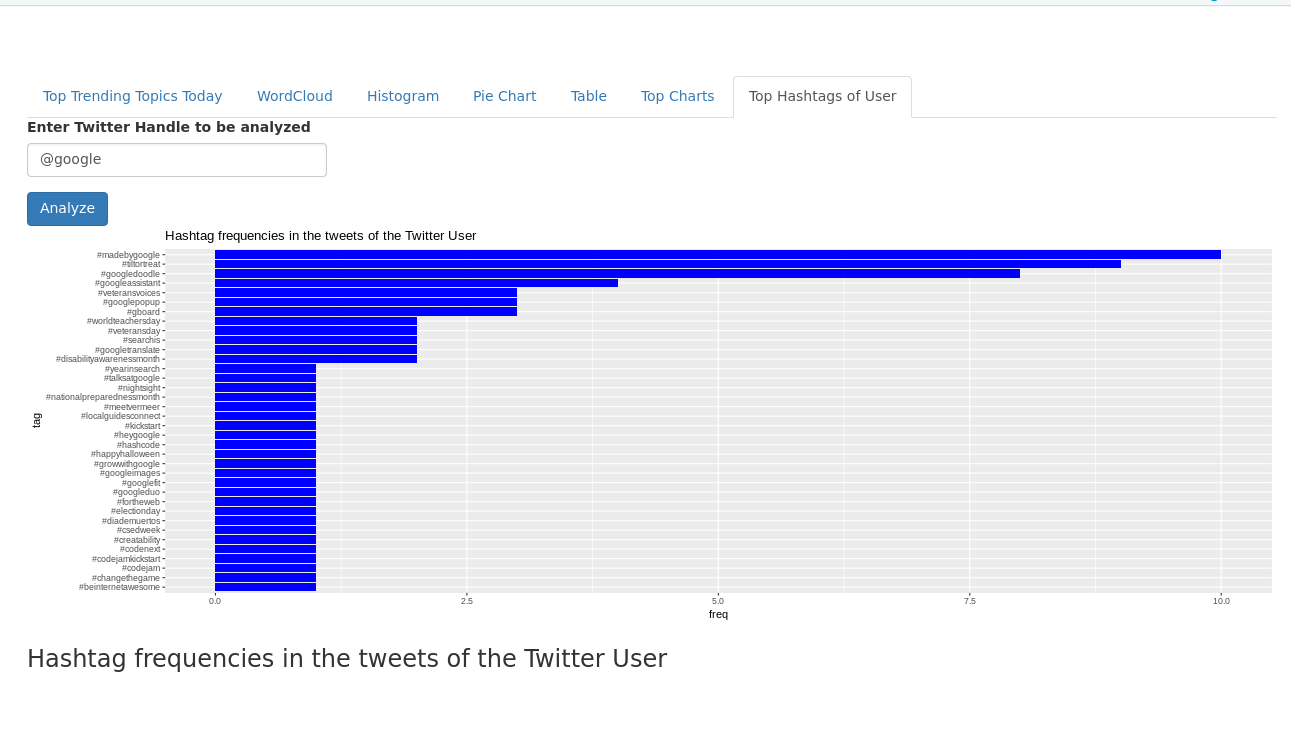 Top Trending Topics Today WordCloud Histogram Pie Chart Table Top Charts Top Hashtags of User
Enter Twitter Handle to be analyzed
@google
Analyze
Hashtag frequencies in the tweets of the Twitter User
#madebygoogle
#tiltortreat
#googledoodle
#googleassistant
#veteransvoices
#googlepopup
#gboard
#worldteachersday
#veteransday
#searchis
#googletranslate
#disabilityawarenessmonth
#yearinsearch
#talksatgoogle
#nightsight
#nationalpreparednessmonth
#meetvermeer
#localguidesconnect
#kickstart
#heygoogle
#hashcode
#happyhalloween
#growwithgoogle
#googleimages
#googlefit
#googleduo
#fortheweb
#electionday
#diademuertos
#csedweek
#creatability
#codenext
#codejamkickstart
#codejam
#changethegame
#beinternetawesome
tag
0.0 2.5 5.0 7.5 10.0
freq
Hashtag frequencies in the tweets of the Twitter User